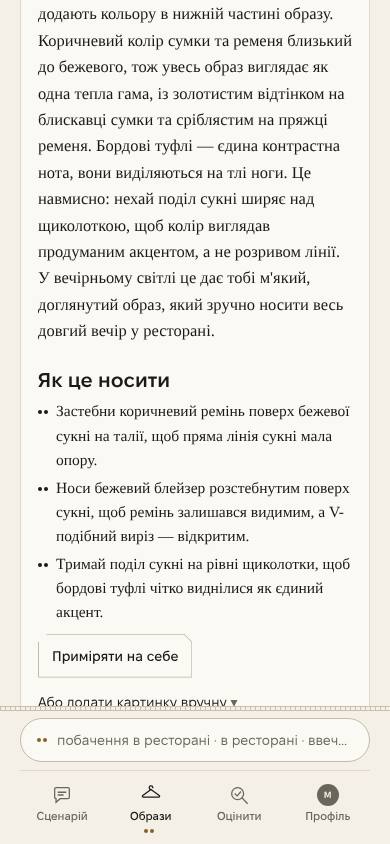 додають кольору в нижній частині образу.
Коричневий колір сумки та ременя близький
до бежевого, тож увесь образ виглядає як
одна тепла гама, із золотистим відтінком на
блискавці сумки та сріблястим на пряжці
ременя. Бордові туфлі — єдина контрастна
нота, вони виділяються на тлі ноги. Це
навмисно: нехай поділ сукні ширяє над
щиколоткою, щоб колір виглядав
продуманим акцентом, а не розривом лінії.
У вечірньому світлі це дає тобі м'який,
доглянутий образ, який зручно носити весь
довгий вечір у ресторані.
Як це носити
•• Застебни коричневий ремінь поверх бежевої
сукні на талії, щоб пряма лінія сукні мала
опору.
•• Носи бежевий блейзер розстебнутим поверх
сукні, щоб ремінь залишався видимим, а V-
подібний виріз — відкритим.
•• Тримай поділ сукні на рівні щиколотки, щоб
бордові туфлі чітко виднілися як єдиний
акцент.
Приміряти на себе
Або додати картинку вручну ▾
•• побачення в ресторані · в ресторані · ввеч...
Сценарій Образи Оцінити М Профіль